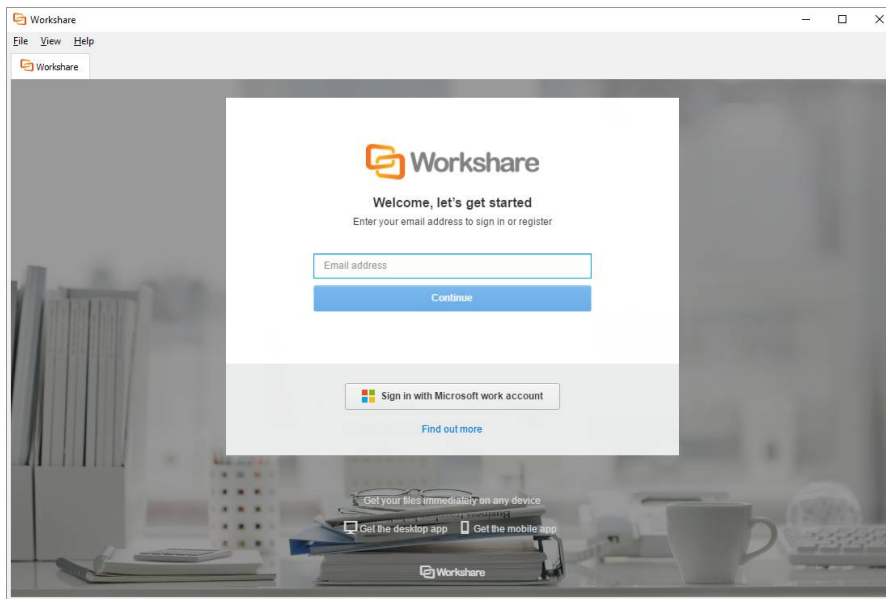 Workshare
File View Help
Workshare
Workshare
Welcome, let's get started
Enter your email address to sign in or register
Email address
Continue
Sign in with Microsoft work account
Find out more
Get your files immediately on any device
Get the desktop app Get the mobile app
Workshare